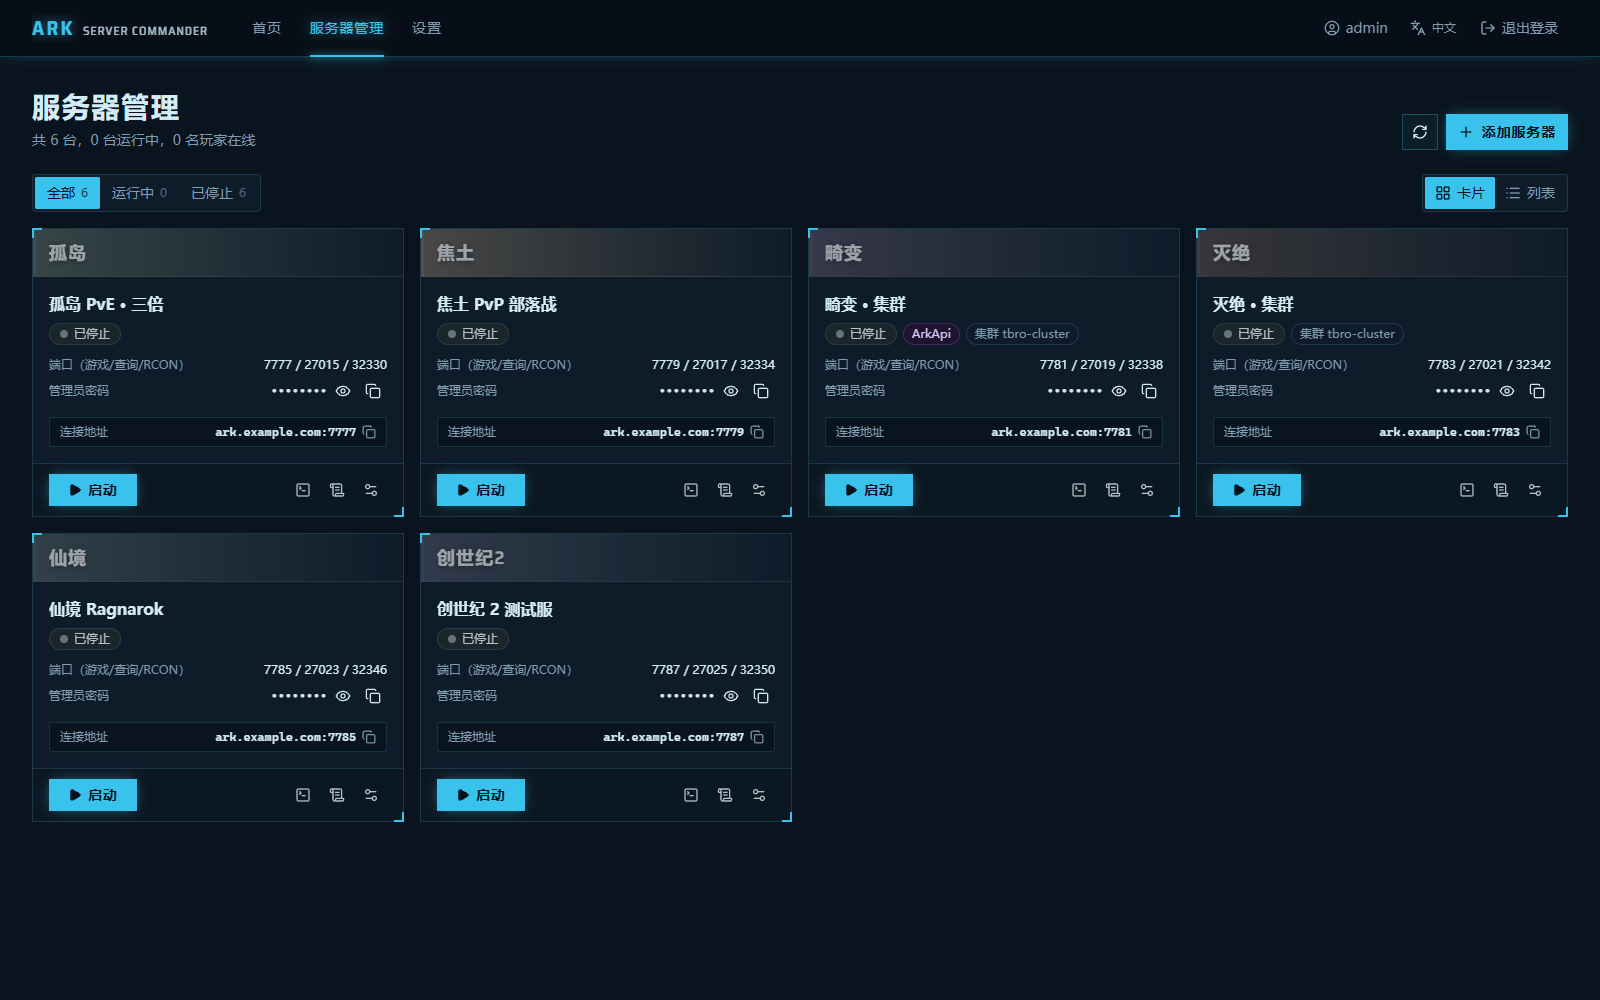 ARK SERVER COMMANDER 首页 服务器管理 设置 admin 中文 退出登录
服务器管理
共 6 台，0 台运行中，0 名玩家在线
添加服务器
全部 6 运行中 0 已停止 6 卡片 列表
孤岛
孤岛 PvE • 三倍
已停止
端口（游戏/查询/RCON） 7777 / 27015 / 32330
管理员密码 ••••••••
连接地址 ark.example.com:7777
启动
焦土
焦土 PvP 部落战
已停止
端口（游戏/查询/RCON） 7779 / 27017 / 32334
管理员密码 ••••••••
连接地址 ark.example.com:7779
启动
畸变
畸变 • 集群
已停止 ArkApi 集群 tbro-cluster
端口（游戏/查询/RCON） 7781 / 27019 / 32338
管理员密码 ••••••••
连接地址 ark.example.com:7781
启动
灭绝
灭绝 • 集群
已停止 集群 tbro-cluster
端口（游戏/查询/RCON） 7783 / 27021 / 32342
管理员密码 ••••••••
连接地址 ark.example.com:7783
启动
仙境
仙境 Ragnarok
已停止
端口（游戏/查询/RCON） 7785 / 27023 / 32346
管理员密码 ••••••••
连接地址 ark.example.com:7785
启动
创世纪2
创世纪 2 测试服
已停止
端口（游戏/查询/RCON） 7787 / 27025 / 32350
管理员密码 ••••••••
连接地址 ark.example.com:7787
启动